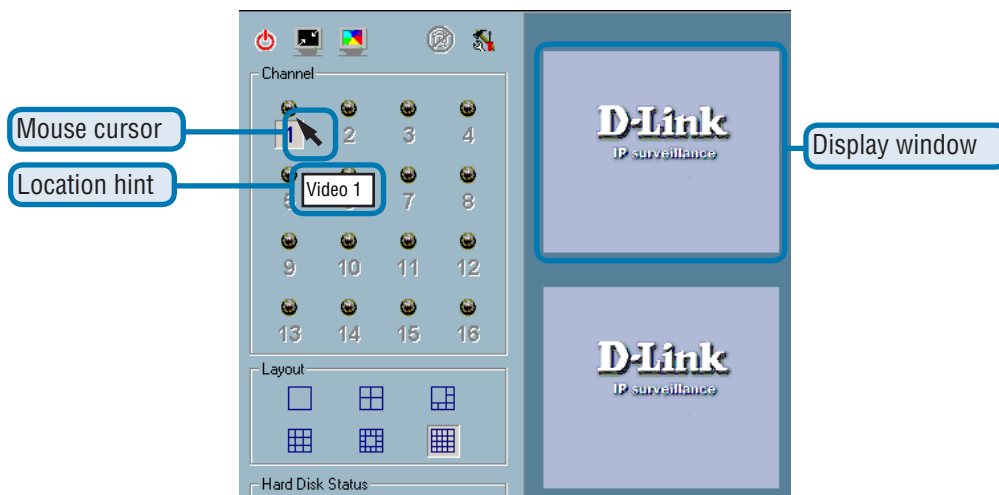 Channel
Mouse cursor
1 2 3 4
Location hint
Video 1
5 7 8
9 10 11 12
13 14 15 16
Layout
Hard Disk Status
D-Link
IP surveillance
Display window
D-Link
IP surveillance